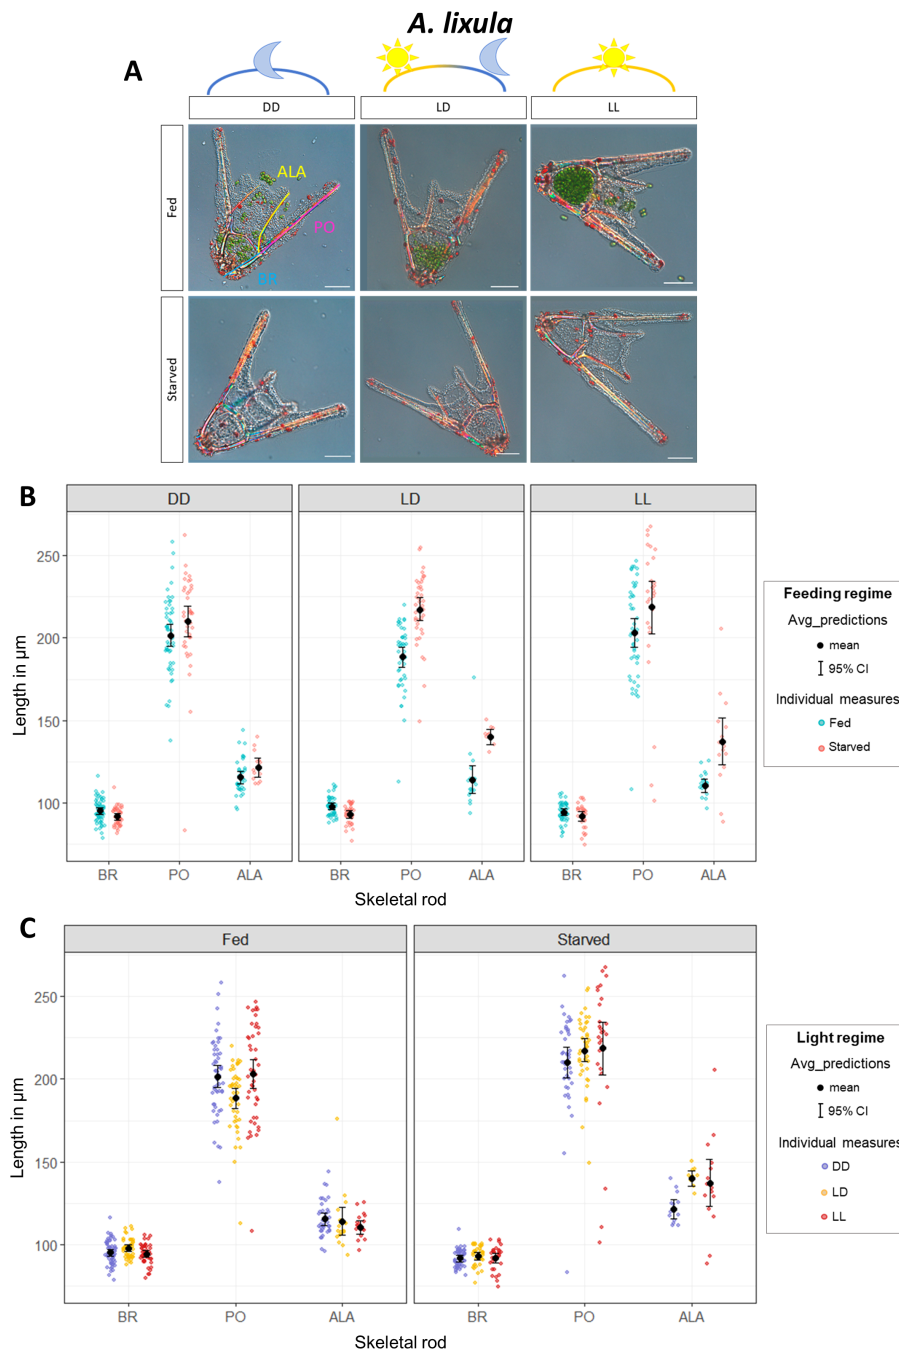 A. lixula
A
DD
LD
LL
Fed
ALA
PO
BR
Starved
B
DD
LD
LL
250
200
150
100
Length in µm
BR
PO
ALA
BR
PO
ALA
BR
PO
ALA
Skeletal rod
Feeding regime
Avg_predictions
mean
95% CI
Individual measures
Fed
Starved
C
Fed
Starved
250
200
150
100
Length in µm
BR
PO
ALA
BR
PO
ALA
Skeletal rod
Light regime
Avg_predictions
mean
95% CI
Individual measures
DD
LD
LL